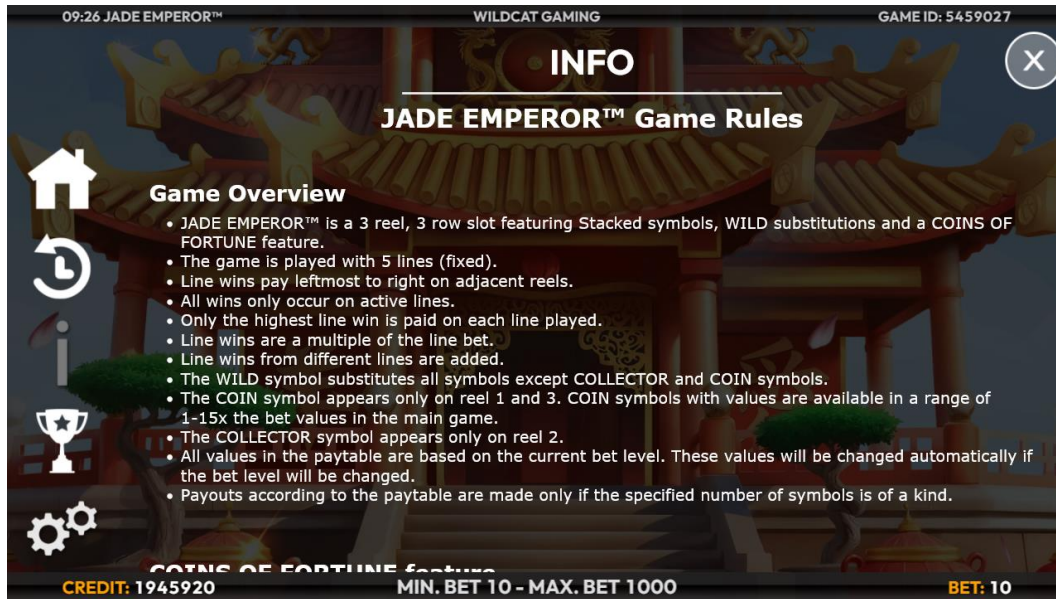 09:26 JADE EMPEROR™ WILDCAT GAMING GAME ID: 5459027
INFO
X
JADE EMPEROR™ Game Rules
Game Overview
• JADE EMPEROR™ is a 3 reel, 3 row slot featuring Stacked symbols, WILD substitutions and a COINS OF
FORTUNE feature.
• The game is played with 5 lines (fixed).
• Line wins pay leftmost to right on adjacent reels.
• All wins only occur on active lines.
• Only the highest line win is paid on each line played.
• Line wins are a multiple of the line bet.
• Line wins from different lines are added.
• The WILD symbol substitutes all symbols except COLLECTOR and COIN symbols.
• The COIN symbol appears only on reel 1 and 3. COIN symbols with values are available in a range of
1-15x the bet values in the main game.
• The COLLECTOR symbol appears only on reel 2.
• All values in the paytable are based on the current bet level. These values will be changed automatically if
the bet level will be changed.
• Payouts according to the paytable are made only if the specified number of symbols is of a kind.
COINS OF FORTUNE feature
CREDIT: 1945920 MIN. BET 10 - MAX. BET 1000 BET: 10